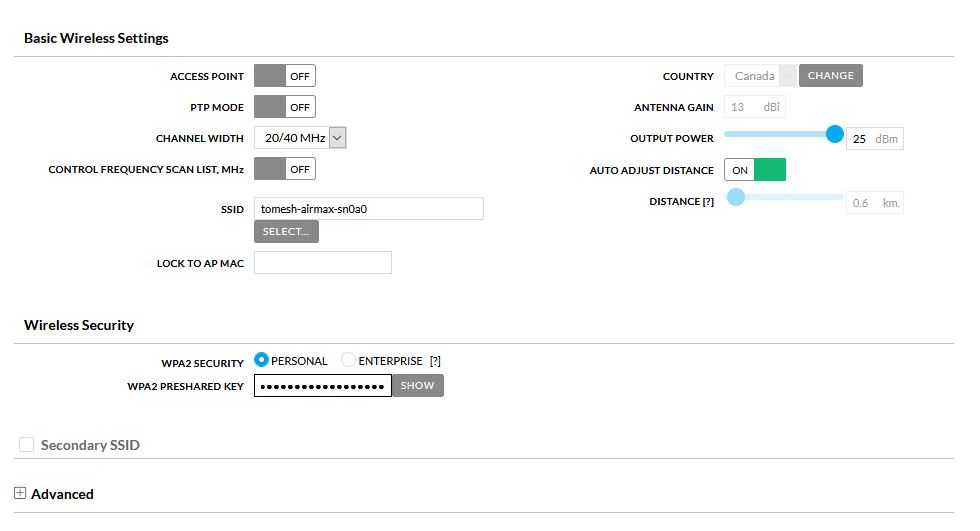 Basic Wireless Settings
ACCESS POINT OFF
PTP MODE OFF
CHANNEL WIDTH 20/40 MHz
CONTROL FREQUENCY SCAN LIST, MHz OFF
SSID tomesh-airmax-sn0a0
SELECT...
LOCK TO AP MAC
COUNTRY Canada CHANGE
ANTENNA GAIN 13 dBi
OUTPUT POWER 25 dBm
AUTO ADJUST DISTANCE ON
DISTANCE [?] 0.6 km.
Wireless Security
WPA2 SECURITY PERSONAL ENTERPRISE [?]
WPA2 PRESHARED KEY •••••••••••••••••• SHOW
Secondary SSID
Advanced